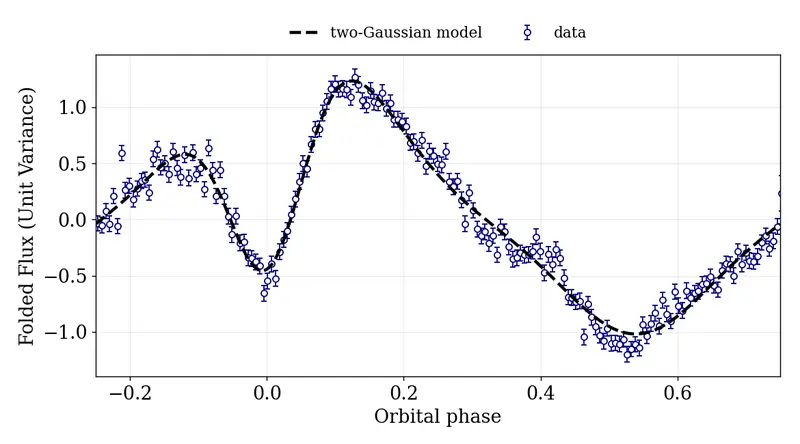 two-Gaussian model
data
Folded Flux (Unit Variance)
1.0
0.5
0.0
−0.5
−1.0
−0.2
0.0
0.2
0.4
0.6
Orbital phase